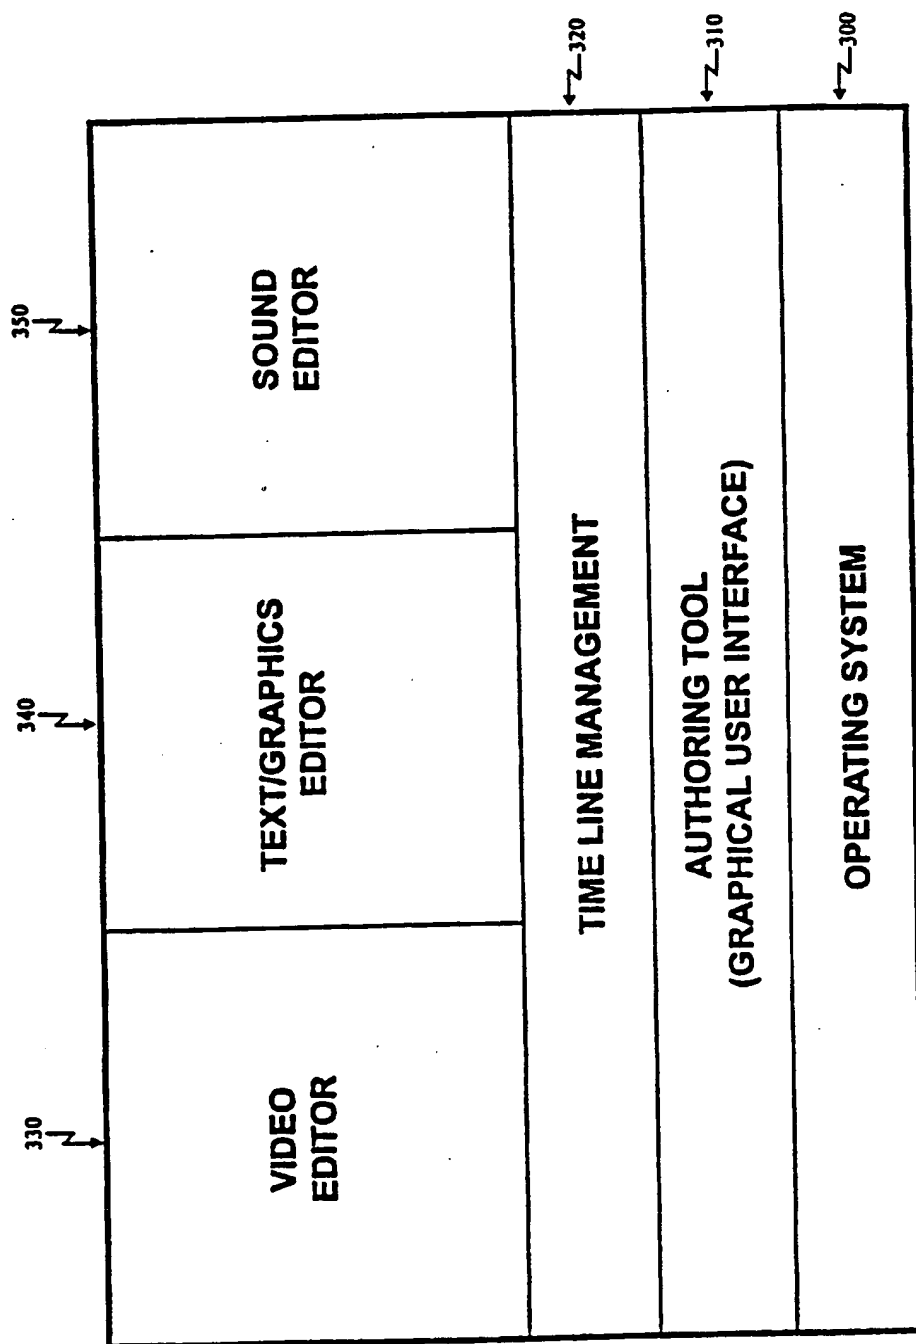 330
340
350
VIDEO
EDITOR
TEXT/GRAPHICS
EDITOR
SOUND
EDITOR
TIME LINE MANAGEMENT
320
AUTHORING TOOL
(GRAPHICAL USER INTERFACE)
310
OPERATING SYSTEM
300